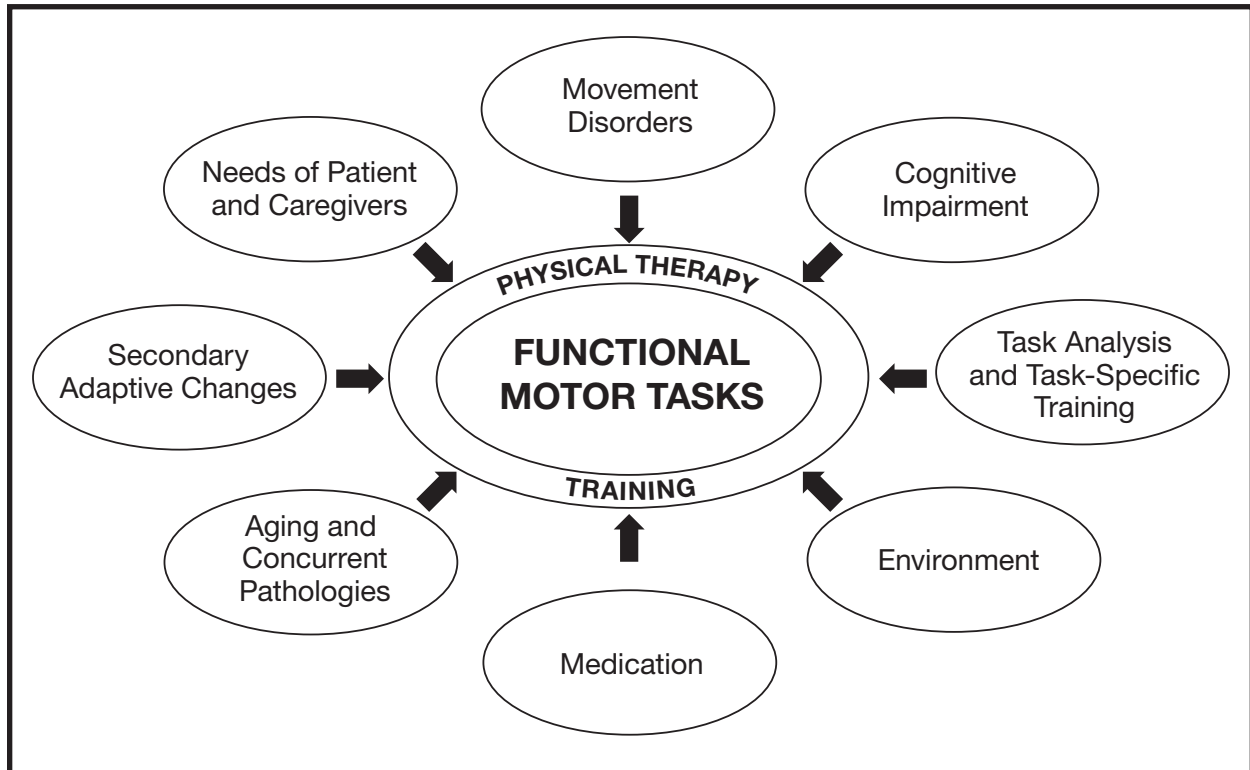 Movement
Disorders
Needs of Patient
and Caregivers
Cognitive
Impairment
PHYSICAL THERAPY
FUNCTIONAL
MOTOR TASKS
TRAINING
Secondary
Adaptive Changes
Task Analysis
and Task-Specific
Training
Aging and
Concurrent
Pathologies
Environment
Medication